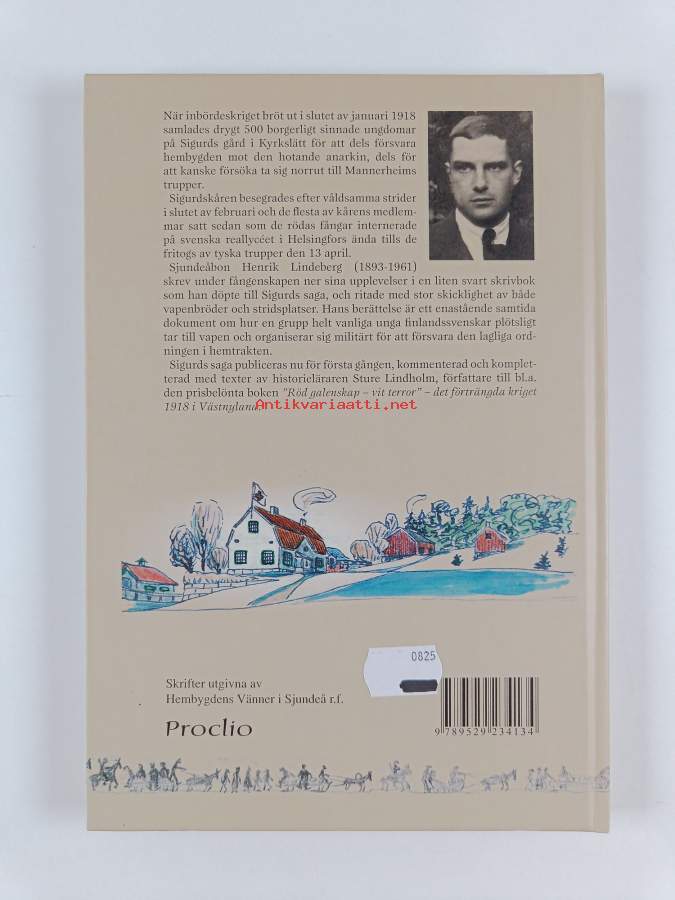 När inbördeskriget bröt ut i slutet av januari 1918
samlades drygt 500 borgerligt sinnade ungdomar
på Sigurds gård i Kyrkslätt för att dels försvara
hembygden mot den hotande anarkin, dels för
att kanske försöka ta sig norrut till Mannerheims
trupper.
Sigurdskåren besegrades efter våldsamma strider
i slutet av februari och de flesta av kårens medlem-
mar satt sedan som de rödas fångar internerade
på svenska reallycéet i Helsingfors ända tills de
fritogs av tyska trupper den 13 april.
Sjundeåbon Henrik Lindeberg (1893-1961)
skrev under fångenskapen ner sina upplevelser i en liten svart skrivbok
som han döpte till Sigurds saga, och ritade med stor skicklighet av både
vapenbröder och stridsplatser. Hans berättelse är ett enastående samtida
dokument om hur en grupp helt vanliga unga finlandssvenskar plötsligt
tar till vapen och organiserar sig militärt för att försvara den lagliga ord-
ningen i hemtrakten.
Sigurds saga publiceras nu för första gången, kommenterad och komplet-
terad med texter av historieläraren Sture Lindholm, författare till bl.a.
den prisbelönta boken "Röd galenskap – vit terror" – det förträngda kriget
1918 i Västnyland.
Antikvariaatti.net
0825
Skrifter utgivna av
Hembygdens Vänner i Sjundeå r.f.
Proclio
9 789529 234134